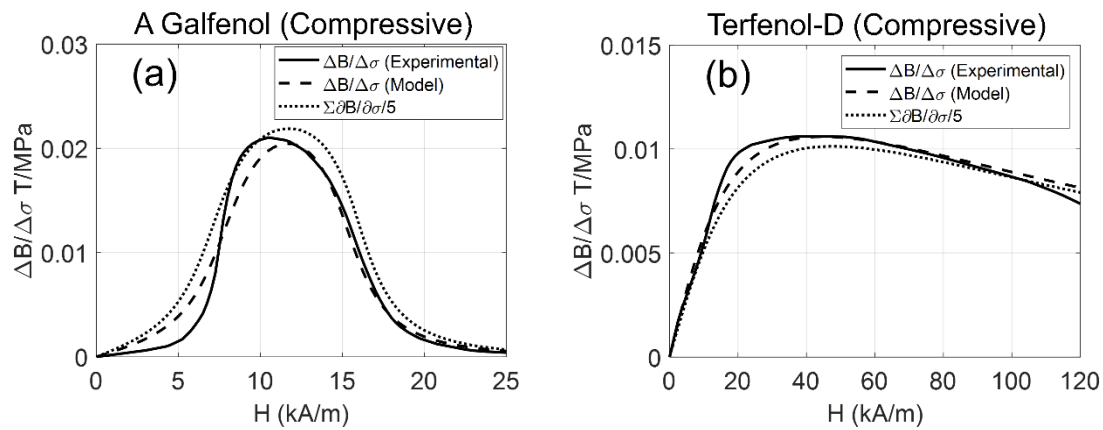 A Galfenol (Compressive)
(a)
ΔB/Δσ (Experimental)
ΔB/Δσ (Model)
Σ∂B/∂σ/5
ΔB/Δσ T/MPa
0.03
0.02
0.01
0
0 5 10 15 20 25
H (kA/m)
Terfenol-D (Compressive)
(b)
ΔB/Δσ (Experimental)
ΔB/Δσ (Model)
Σ∂B/∂σ/5
ΔB/Δσ T/MPa
0.015
0.01
0.005
0
0 20 40 60 80 100 120
H (kA/m)